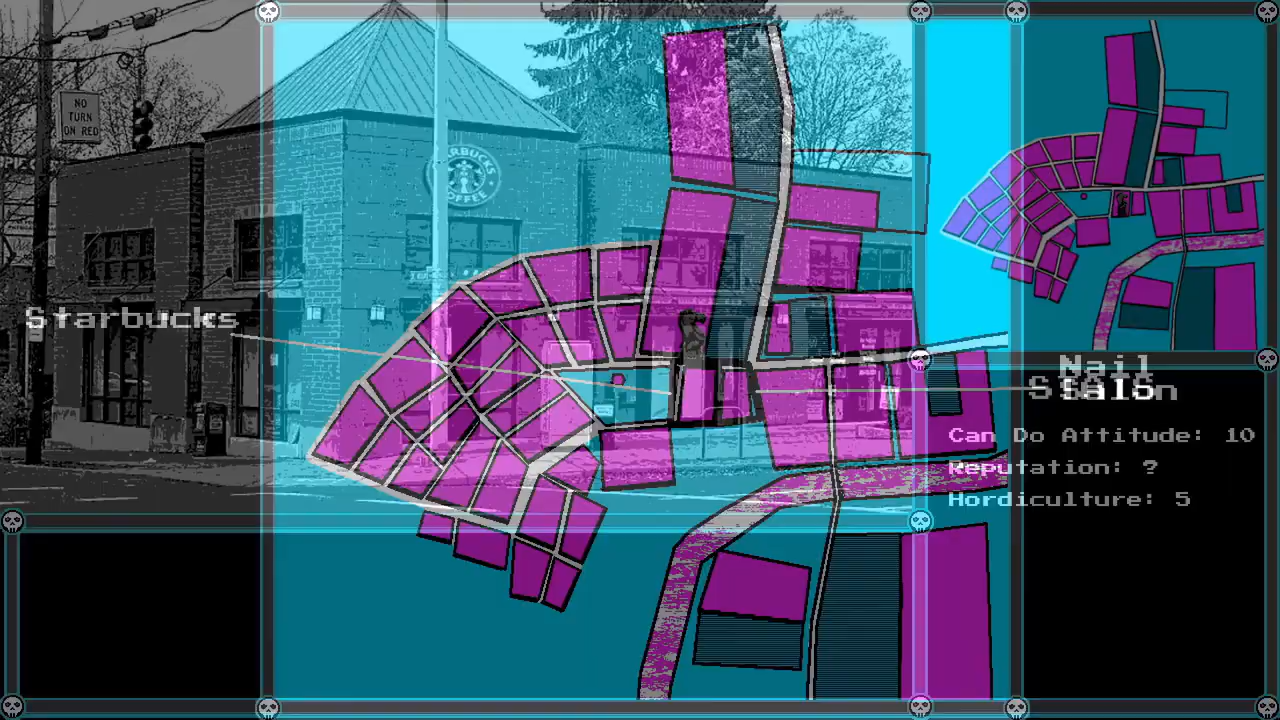 NO
TURN
ON RED
STARBUCKS
COFFEE
Starbucks
Nail
Salon
Can Do Attitude: 10
Reputation: ?
Hordiculture: 5